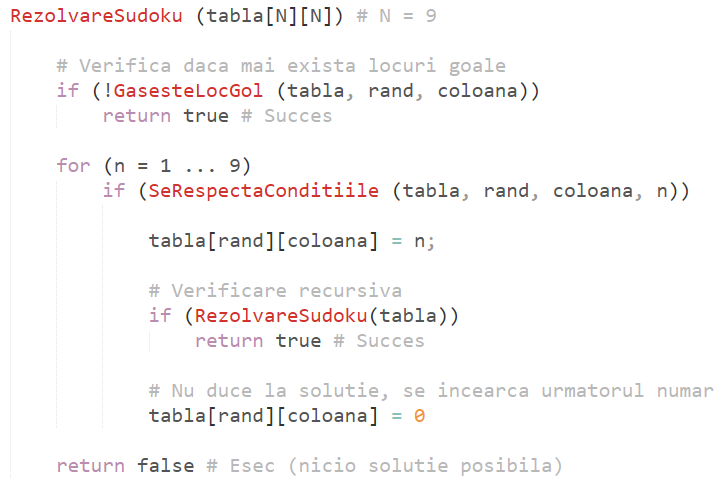 RezolvareSudoku (tabla[N][N]) # N = 9
# Verifica daca mai exista locuri goale
if (!GasesteLocGol (tabla, rand, coloana))
return true # Succes
for (n = 1 ... 9)
if (SeRespectaConditiile (tabla, rand, coloana, n))
tabla[rand][coloana] = n;
# Verificare recursiva
if (RezolvareSudoku(tabla))
return true # Succes
# Nu duce la solutie, se incearca urmatorul numar
tabla[rand][coloana] = 0
return false # Esec (nicio solutie posibila)